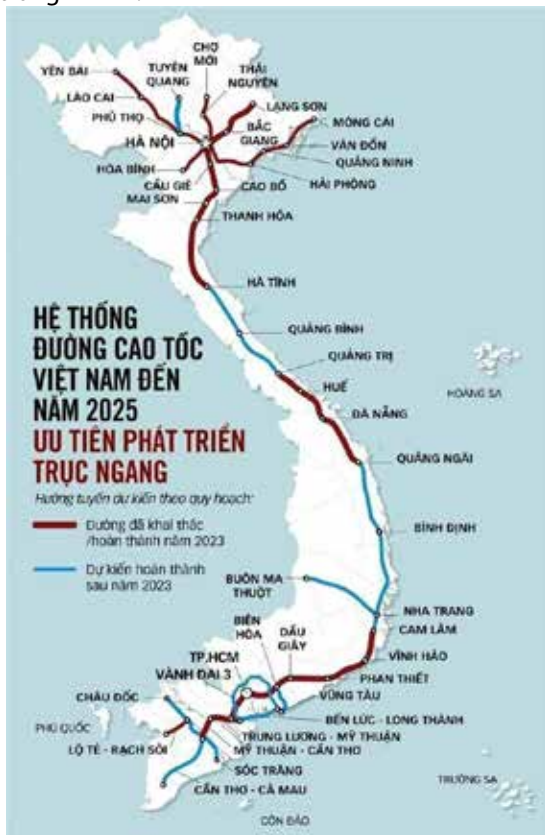 YÊN BÁI
TUYÊN
QUANG
CHỢ
MỚI
THÁI
NGUYÊN
LÀO CAI
LẠNG SƠN
MÓNG CÁI
PHÚ THỌ
BẮC
GIANG
VÂN ĐỒN
HÀ NỘI
QUẢNG NINH
HÒA BÌNH
HẢI PHÒNG
CẦU GIẼ
CAO BỒ
MAI SƠN
THANH HÓA
HÀ TĨNH
HỆ THỐNG
ĐƯỜNG CAO TỐC
VIỆT NAM ĐẾN
NĂM 2025
ƯU TIÊN PHÁT TRIỂN
TRỤC NGANG
Hướng tuyến dự kiến theo quy hoạch:
Đường đã khai thác
/hoàn thành năm 2023
Dự kiến hoàn thành
sau năm 2023
QUẢNG BÌNH
QUẢNG TRỊ
HUẾ
HOÀNG SA
ĐÀ NẴNG
QUẢNG NGÃI
BÌNH ĐỊNH
BUÔN MA
THUỘT
NHA TRANG
BIÊN
HÒA
DẦU
GIÂY
CAM LÂM
TP.HCM
VÀNH ĐAI 3
VĨNH HẢO
PHAN THIẾT
CHÂU ĐỐC
VŨNG TÀU
PHÚ QUỐC
BẾN LỨC - LONG THÀNH
TRUNG LƯƠNG - MỸ THUẬN
LỘ TẺ - RẠCH SỎI
MỸ THUẬN - CẦN THƠ
SÓC TRĂNG
TRƯỜNG SA
CẦN THƠ - CÀ MAU
CÔN ĐẢO